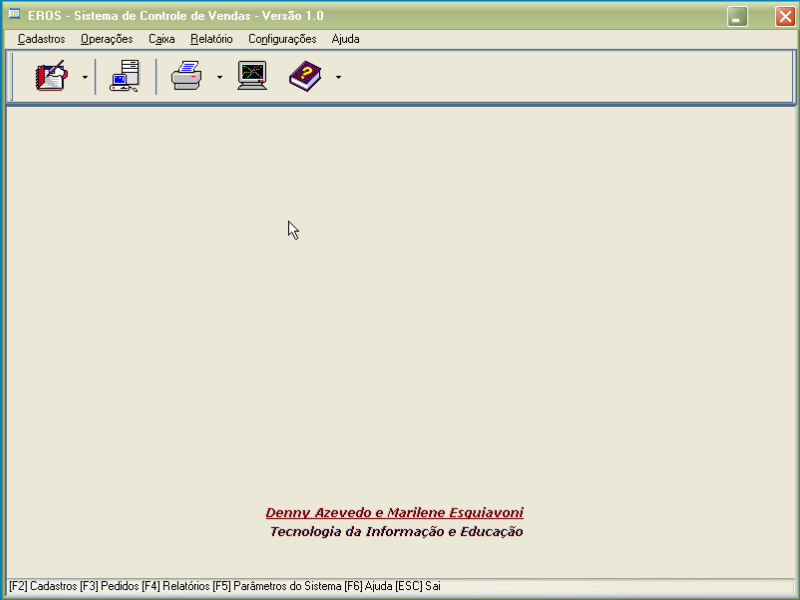 EROS - Sistema de Controle de Vendas - Versão 1.0
Cadastros Operações Caixa Relatório Configurações Ajuda
Denny Azevedo e Marilene Esquiavoni
Tecnologia da Informação e Educação
[F2] Cadastros [F3] Pedidos [F4] Relatórios [F5] Parâmetros do Sistema [F6] Ajuda [ESC] Sai